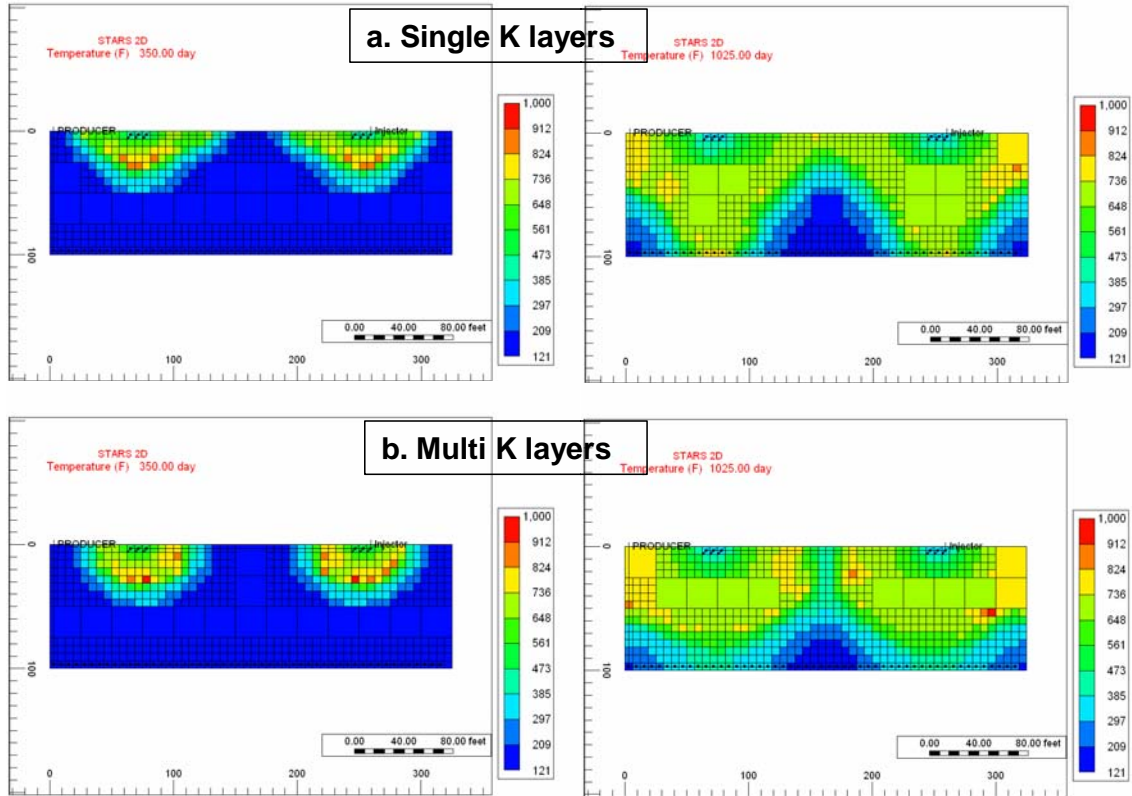 a. Single K layers
STARS 2D
Temperature (F) 350.00 day
PRODUCER
Injector
0
100
1,000
912
824
736
648
561
473
385
297
209
121
0.00 40.00 80.00 feet
0 100 200 300
STARS 2D
Temperature (F) 1025.00 day
PRODUCER
Injector
0
100
1,000
912
824
736
648
561
473
385
297
209
121
0.00 40.00 80.00 feet
0 100 200 300
b. Multi K layers
STARS 2D
Temperature (F) 350.00 day
PRODUCER
Injector
0
100
1,000
912
824
736
648
561
473
385
297
209
121
0.00 40.00 80.00 feet
0 100 200 300
STARS 2D
Temperature (F) 1025.00 day
PRODUCER
Injector
0
100
1,000
912
824
736
648
561
473
385
297
209
121
0.00 40.00 80.00 feet
0 100 200 300